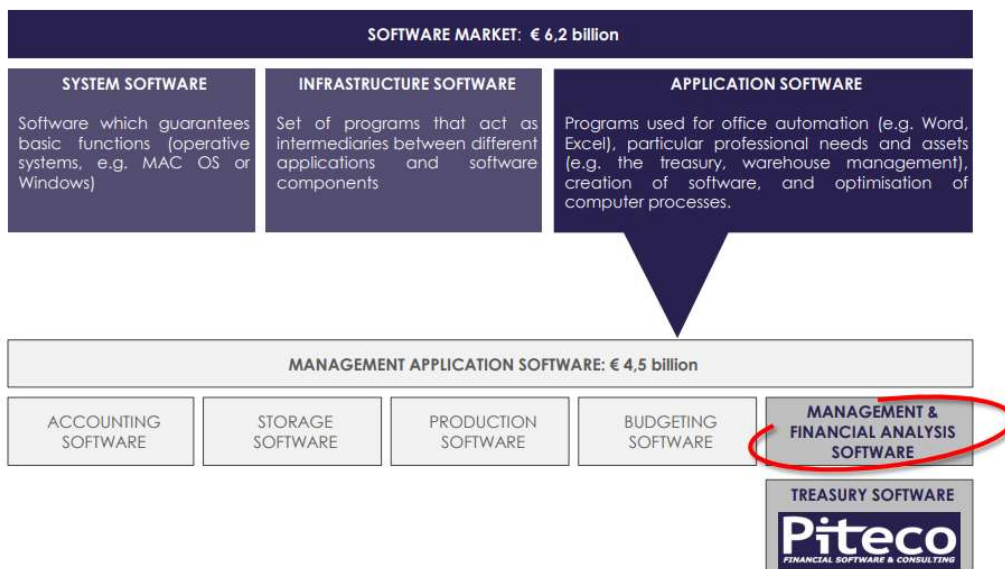 SOFTWARE MARKET: € 6,2 billion
SYSTEM SOFTWARE
Software which guarantees
basic functions (operative
systems, e.g. MAC OS or
Windows)
INFRASTRUCTURE SOFTWARE
Set of programs that act as
intermediaries between different
applications and software
components
APPLICATION SOFTWARE
Programs used for office automation (e.g. Word,
Excel), particular professional needs and assets
(e.g. the treasury, warehouse management),
creation of software, and optimisation of
computer processes.
MANAGEMENT APPLICATION SOFTWARE: € 4,5 billion
ACCOUNTING
SOFTWARE
STORAGE
SOFTWARE
PRODUCTION
SOFTWARE
BUDGETING
SOFTWARE
MANAGEMENT &
FINANCIAL ANALYSIS
SOFTWARE
TREASURY SOFTWARE
Piteco
FINANCIAL SOFTWARE & CONSULTING